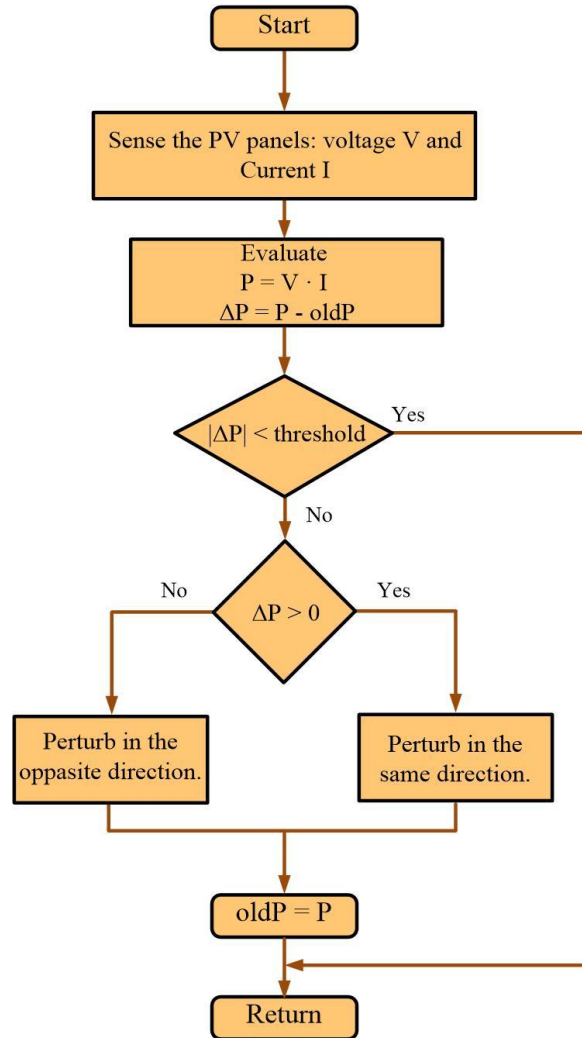 Start
Sense the PV panels: voltage V and
Current I
Evaluate
P = V · I
ΔP = P - oldP
|ΔP| < threshold
Yes
No
ΔP > 0
No
Yes
Perturb in the
opposite direction.
Perturb in the
same direction.
oldP = P
Return